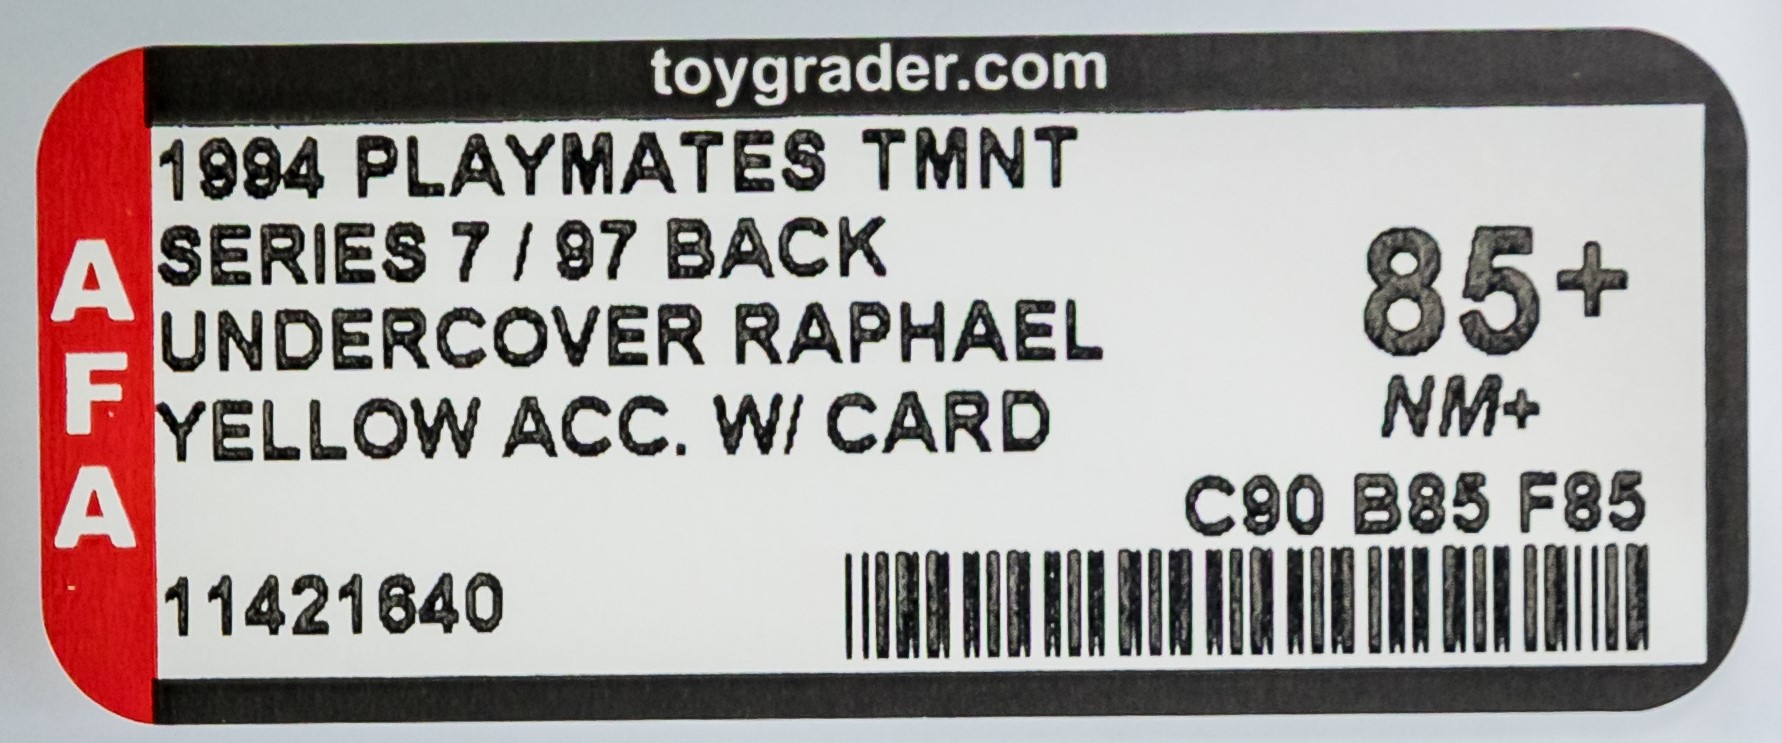 toygrader.com
AFA
1994 PLAYMATES TMNT
SERIES 7 / 97 BACK
UNDERCOVER RAPHAEL
YELLOW ACC. W/ CARD
85+
NM+
C90 B85 F85
11421640